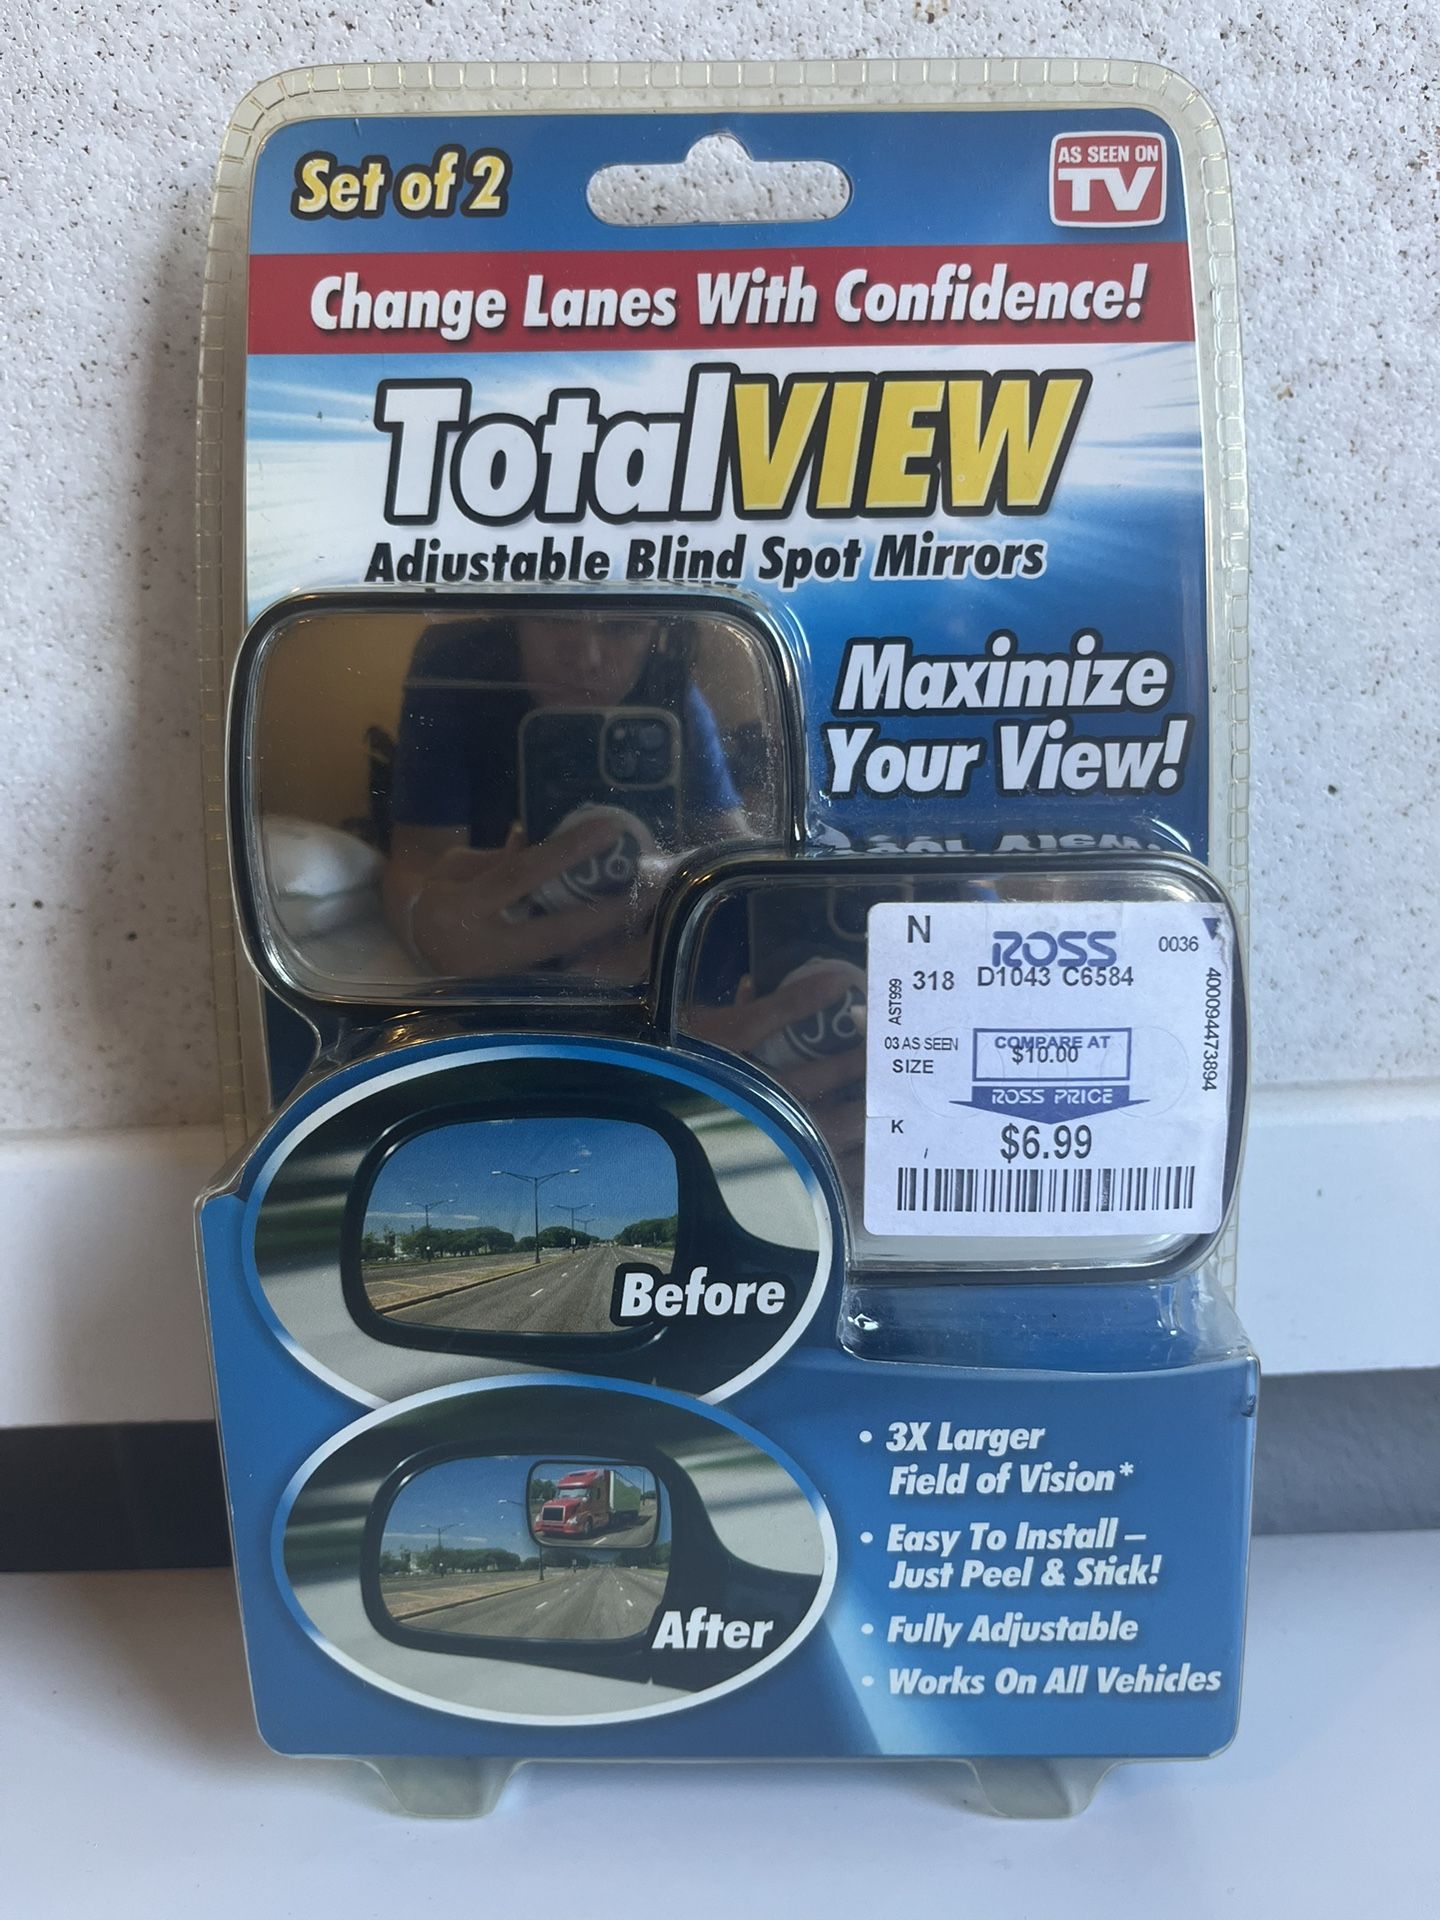 Set of 2
AS SEEN ON
TV
Change Lanes With Confidence!
TotalVIEW
Adjustable Blind Spot Mirrors
Maximize
Your View!
N
ROSS
0036
318 D1043 C6584
AST999
400094473894
03 AS SEEN
SIZE
COMPARE AT
$10.00
ROSS PRICE
K
$6.99
Before
After
• 3X Larger
Field of Vision*
• Easy To Install –
Just Peel & Stick!
• Fully Adjustable
• Works On All Vehicles